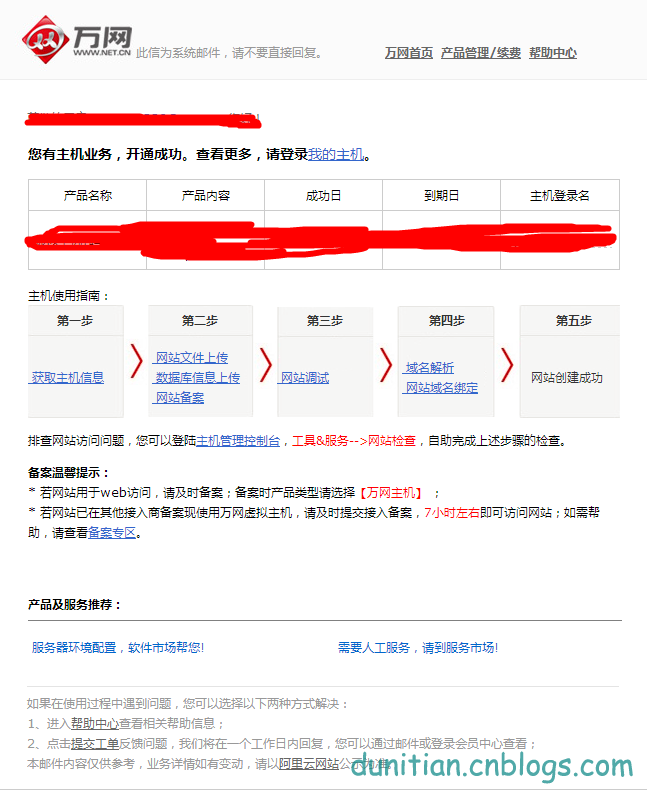 万网
WWW.NET.CN
此信为系统邮件，请不要直接回复。
万网首页 产品管理/续费 帮助中心
您有主机业务，开通成功。查看更多，请登录我的主机。
产品名称 产品内容 成功日 到期日 主机登录名
主机使用指南：
第一步 第二步 第三步 第四步 第五步
获取主机信息
网站文件上传
数据库信息上传
网站备案
网站调试
域名解析
网站域名绑定
网站创建成功
排查网站访问问题，您可以登陆主机管理控制台，工具&服务-->网站检查，自助完成上述步骤的检查。
备案温馨提示：
* 若网站用于web访问，请及时备案；备案时产品类型请选择【万网主机】；
* 若网站已在其他接入商备案现使用万网虚拟主机，请及时提交接入备案，7小时左右即可访问网站；如需帮
助，请查看备案专区。
产品及服务推荐：
服务器环境配置，软件市场帮您! 需要人工服务，请到服务市场!
如果在使用过程中遇到问题，您可以选择以下两种方式解决：
1、进入帮助中心查看相关帮助信息；
2、点击提交工单反馈问题，我们将在一个工作日内回复，您可以通过邮件或登录会员中心查看；
本邮件内容仅供参考，业务详情如有变动，请以阿里云网站公示为准。
dunitian.cnblogs.com